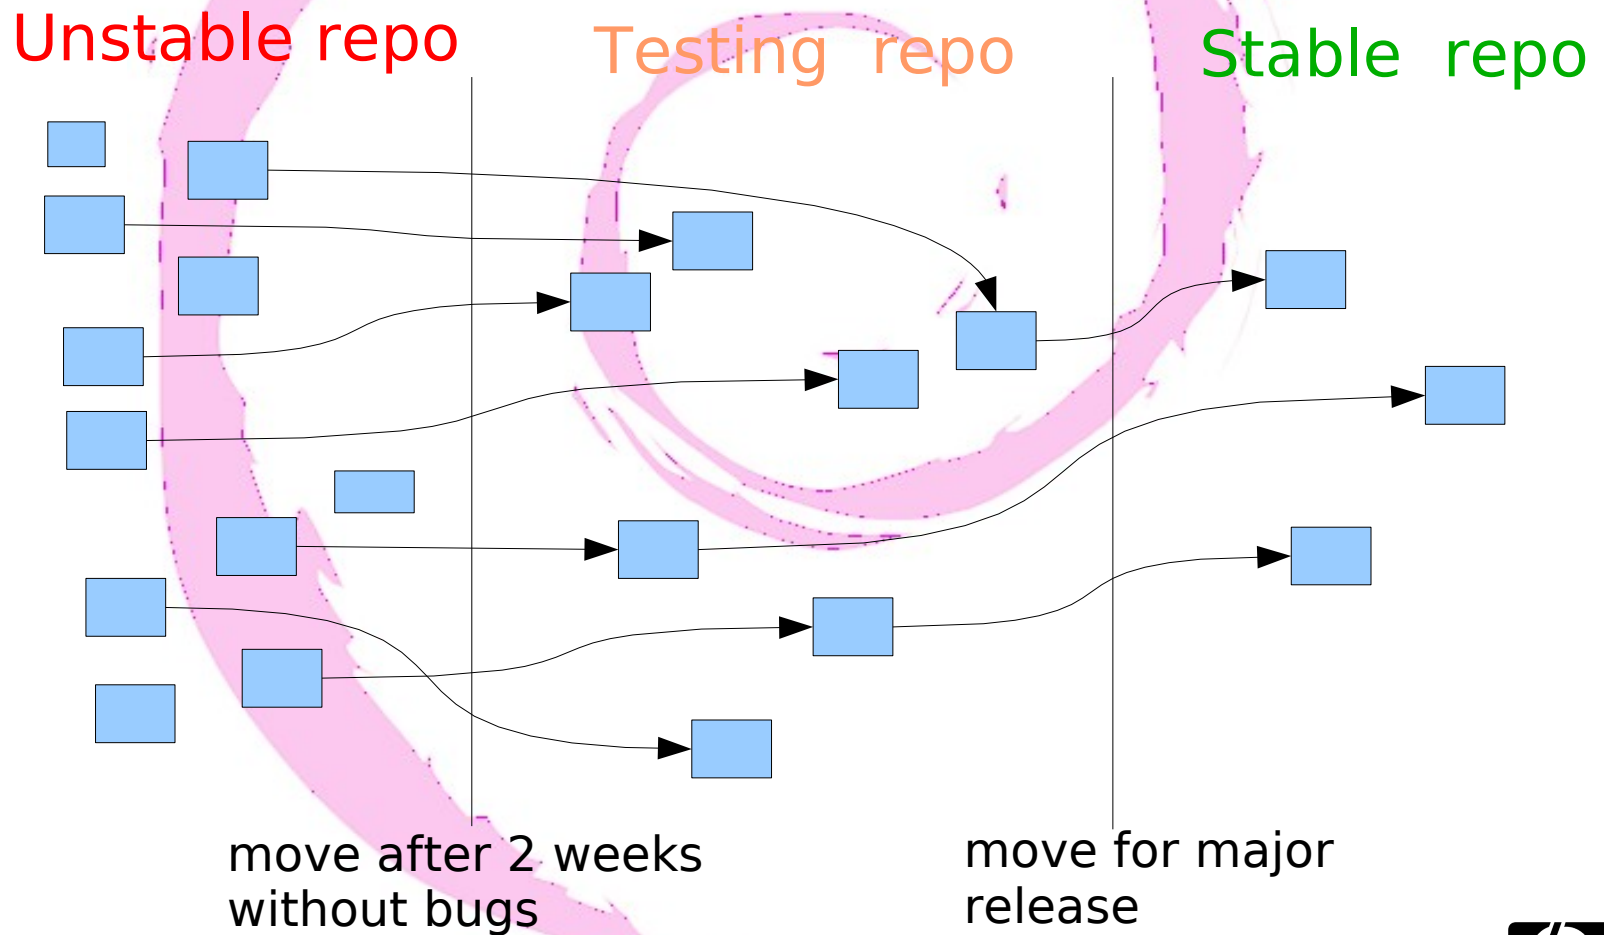 Unstable repo
Testing repo
Stable repo
move after 2 weeks
without bugs
move for major
release